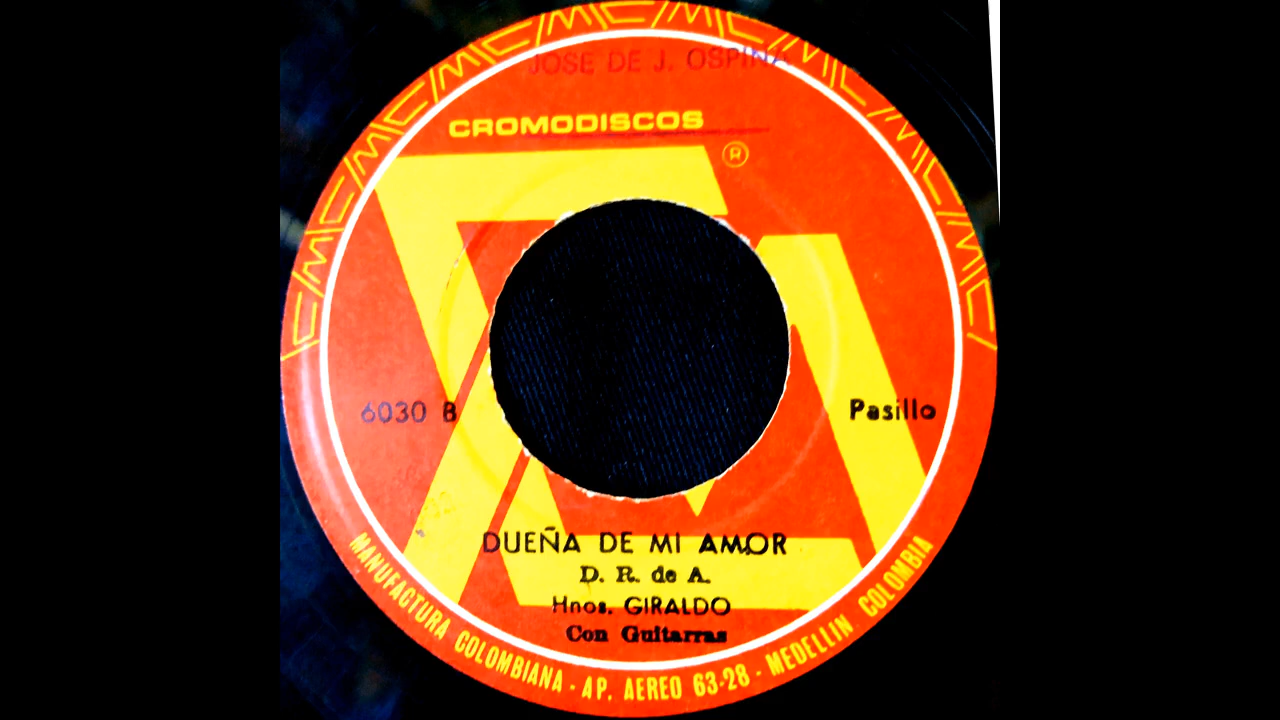 JOSE DE J. OSPINA
CROMODISCOS
®
6030 B
Pasillo
DUEÑA DE MI AMOR
D. R. de A.
Hnos. GIRALDO
Con Guitarras
MANUFACTURA COLOMBIANA - AP. AEREO 63-28 - MEDELLIN COLOMBIA